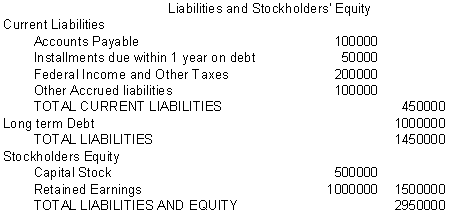 Liabilities and Stockholders' Equity
Current Liabilities
Accounts Payable 100000
Installments due within 1 year on debt 50000
Federal Income and Other Taxes 200000
Other Accrued liabilities 100000
TOTAL CURRENT LIABILITIES 450000
Long term Debt 1000000
TOTAL LIABILITIES 1450000
Stockholders Equity
Capital Stock 500000
Retained Earnings 1000000 1500000
TOTAL LIABILITIES AND EQUITY 2950000